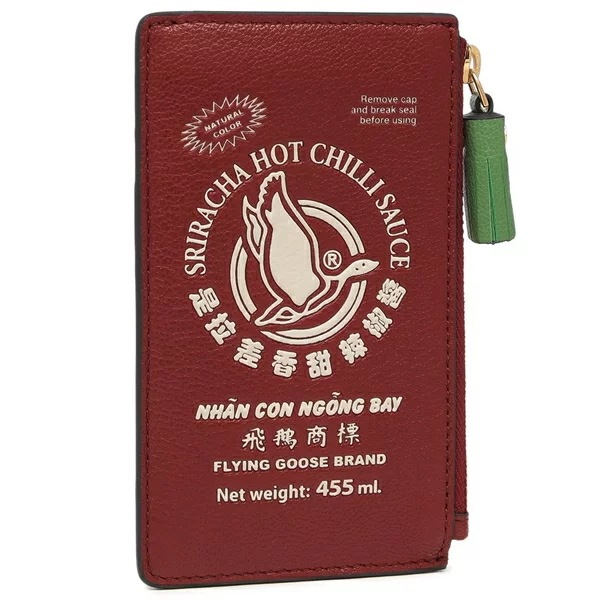 NATURAL
COLOR
Remove cap
and break seal
before using
SRIRACHA HOT CHILLI SAUCE
®
是拉差香甜辣椒醬
NHÃN CON NGỖNG BAY
飛鵝商標
FLYING GOOSE BRAND
Net weight: 455 ml.